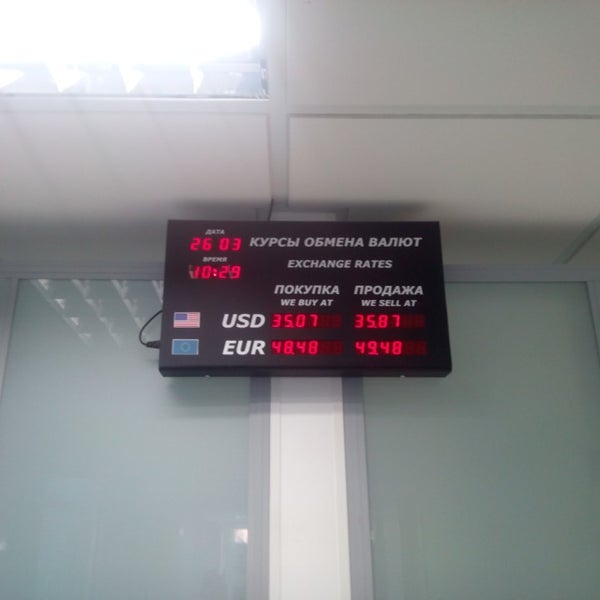 ДАТА
26 03 КУРСЫ ОБМЕНА ВАЛЮТ
ВРЕМЯ
10:29 EXCHANGE RATES
ПОКУПКА ПРОДАЖА
WE BUY AT WE SELL AT
USD 35.07 35.87
EUR 48.48 49.48